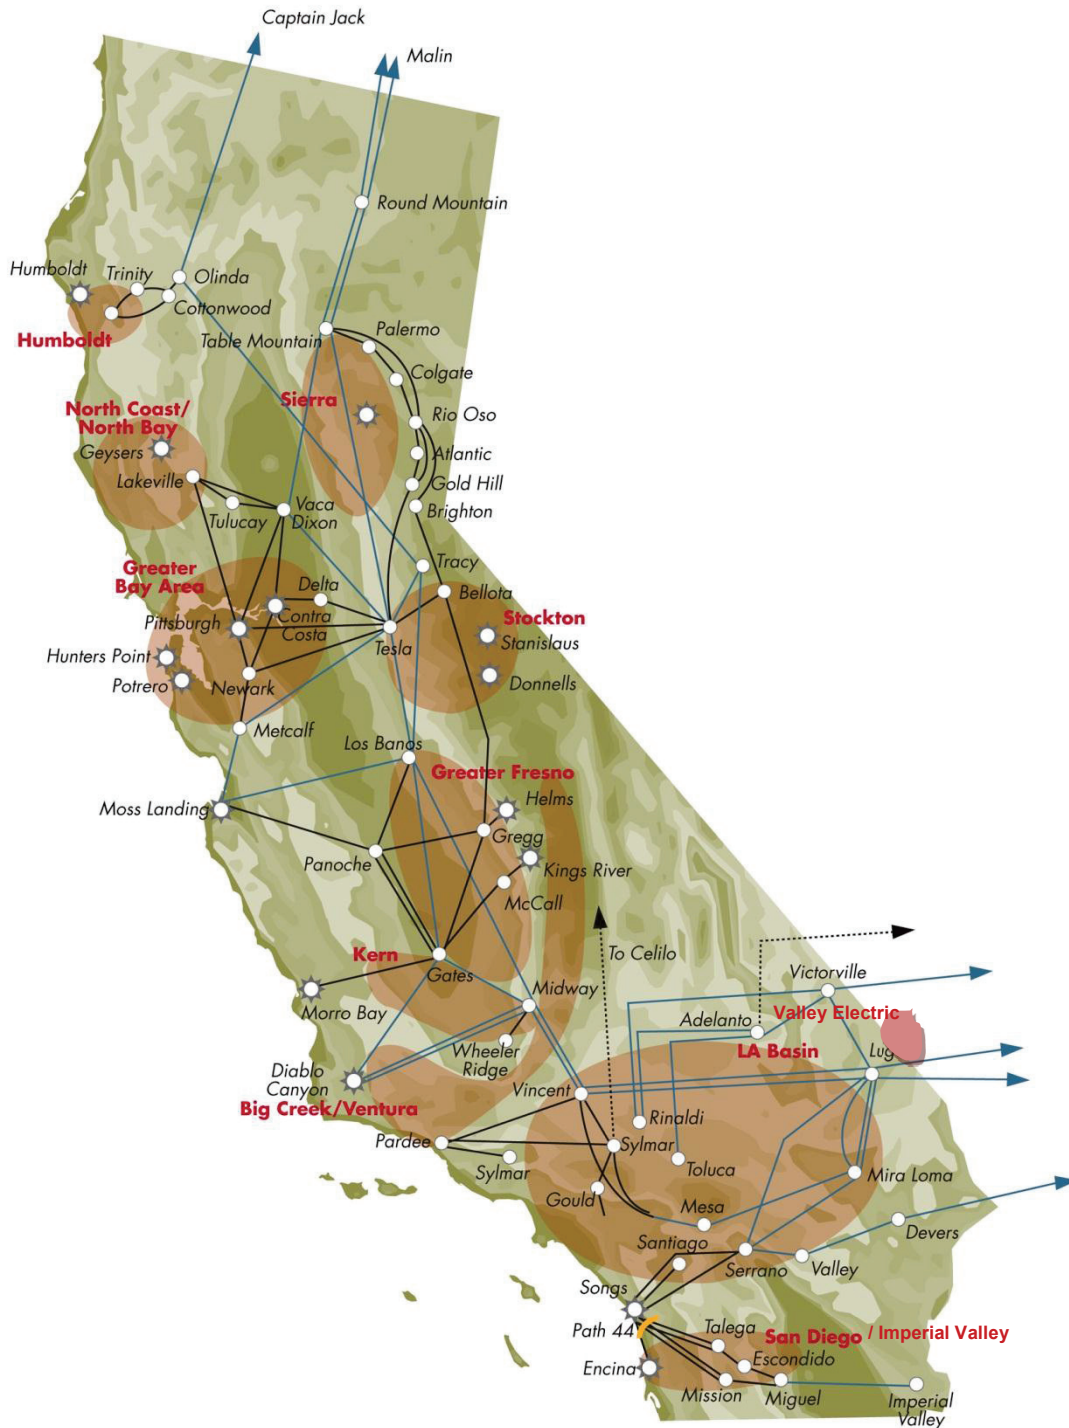 Captain Jack
Malin
Round Mountain
Humboldt
Trinity
Olinda
Cottonwood
Humboldt
Table Mountain
Palermo
Colgate
Sierra
North Coast/
North Bay
Rio Oso
Geysers
Atlantic
Lakeville
Gold Hill
Tulucay
Vaca
Dixon
Brighton
Greater
Bay Area
Tracy
Delta
Bellota
Pittsburgh
Contra
Costa
Stockton
Tesla
Stanislaus
Hunters Point
Potrero
Newark
Donnells
Metcalf
Los Banos
Greater Fresno
Moss Landing
Helms
Gregg
Panoche
Kings River
McCall
Kern
Gates
To Celilo
Morro Bay
Midway
Victorville
Adelanto
Valley Electric
LA Basin
Wheeler
Ridge
Lug
Diablo
Canyon
Big Creek/Ventura
Vincent
Rinaldi
Pardee
Sylmar
Sylmar
Toluca
Mira Loma
Gould
Mesa
Devers
Santiago
Serrano
Valley
Songs
Path 44
Talega
San Diego / Imperial Valley
Encina
Escondido
Mission
Miguel
Imperial
Valley